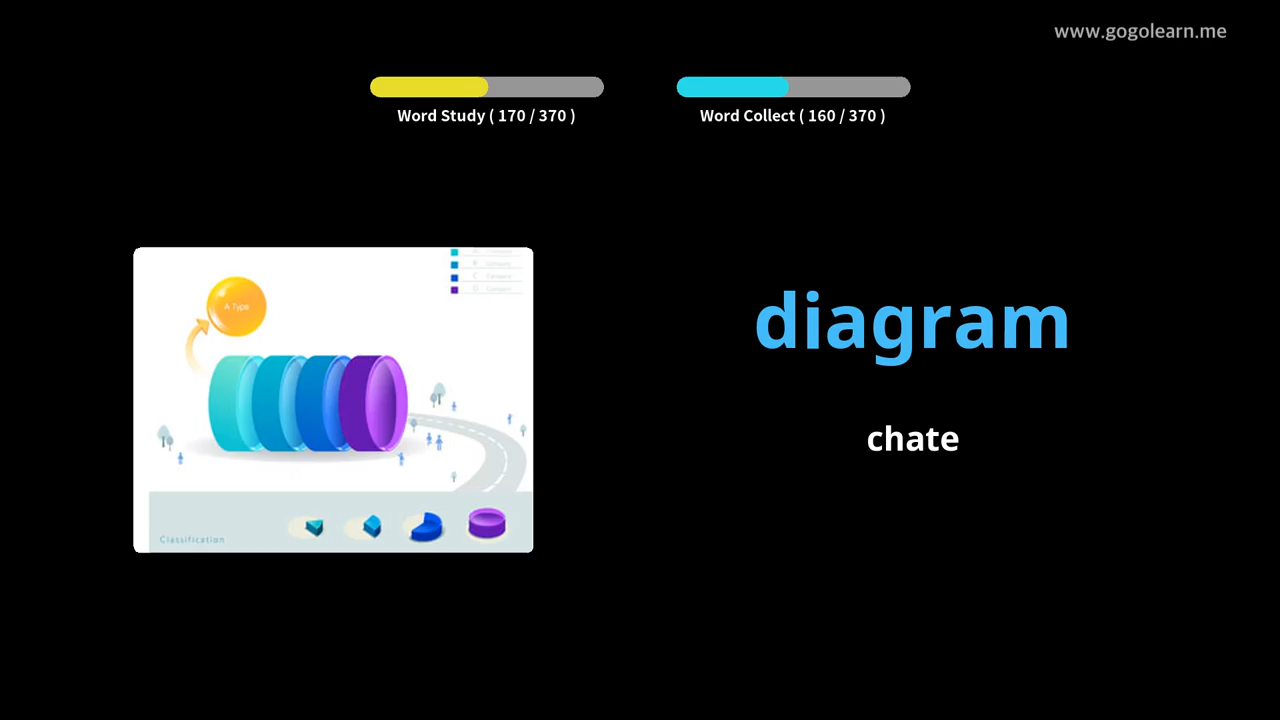 www.gogolearn.me
Word Study ( 170 / 370 )
Word Collect ( 160 / 370 )
A Type
diagram
chate
Classification